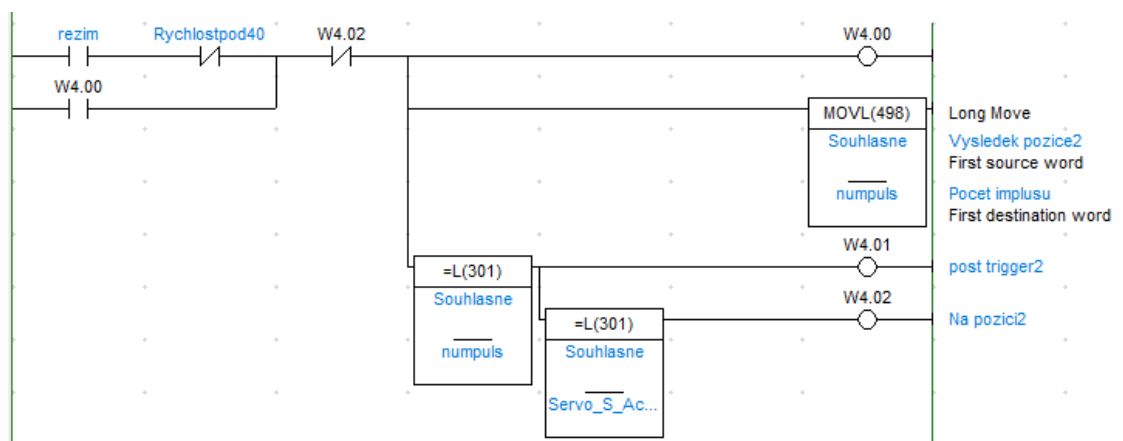 rezim Rychlostpod40 W4.02 W4.00
W4.00
MOVL(498) Long Move
Souhlasne Vysledek pozice2
First source word
numpuls Pocet implusu
First destination word
W4.01
=L(301) post trigger2
Souhlasne W4.02
=L(301) Na pozici2
numpuls Souhlasne
Servo_S_Ac...